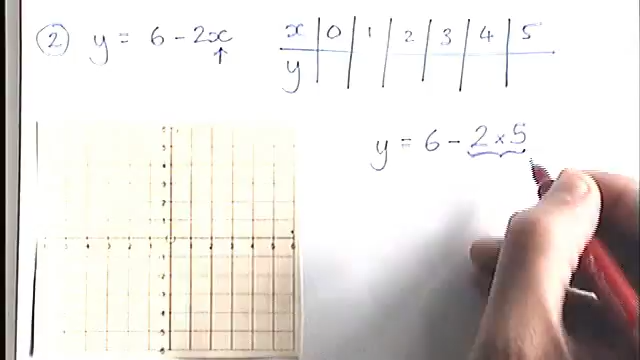 2 y = 6 - 2x
x 0 1 2 3 4 5
y
y = 6 - 2 × 5